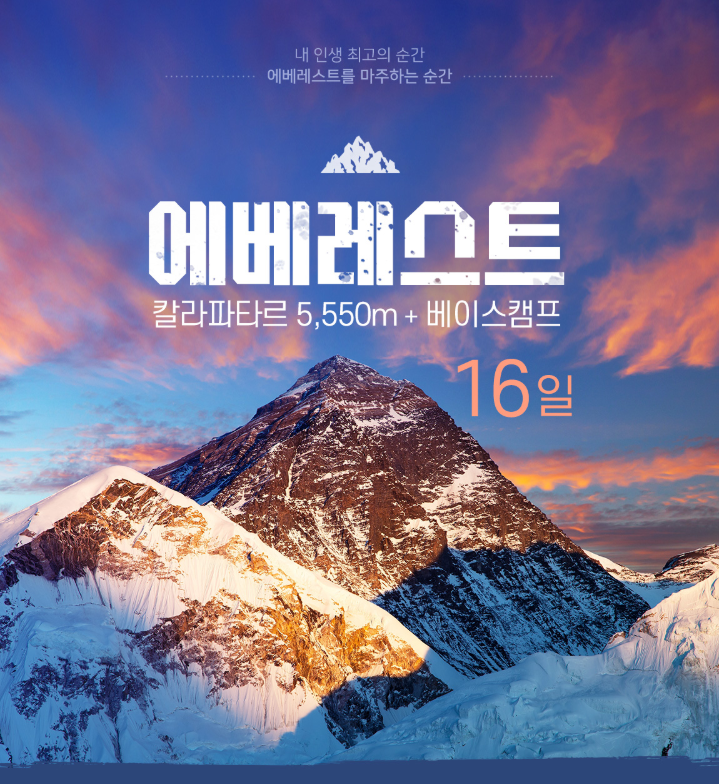 내 인생 최고의 순간
에베레스트를 마주하는 순간
에베레스트
칼라파타르 5,550m + 베이스캠프
16일